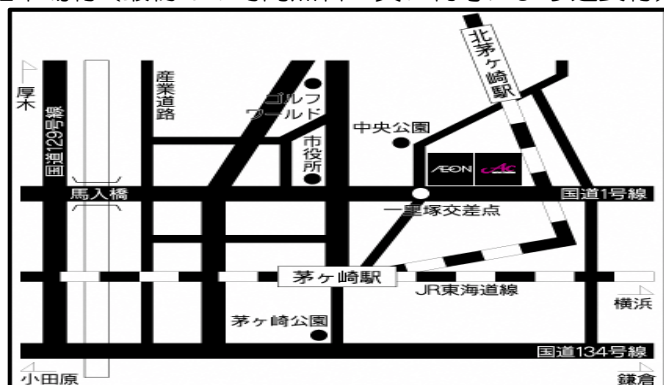 北茅ヶ崎駅
厚木
産業道路
国道129号線
ゴルフ
ワールド
中央公園
市役所
ÆON
馬入橋
国道1号線
一里塚交差点
茅ヶ崎駅
JR東海道線
横浜
茅ヶ崎公園
国道134号線
小田原
鎌倉